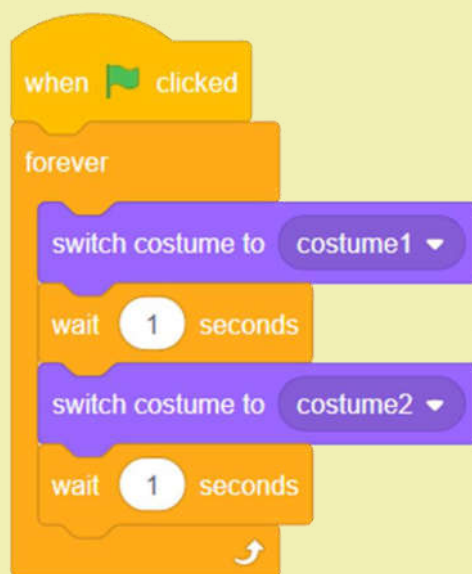 when clicked
forever
switch costume to costume1
wait 1 seconds
switch costume to costume2
wait 1 seconds